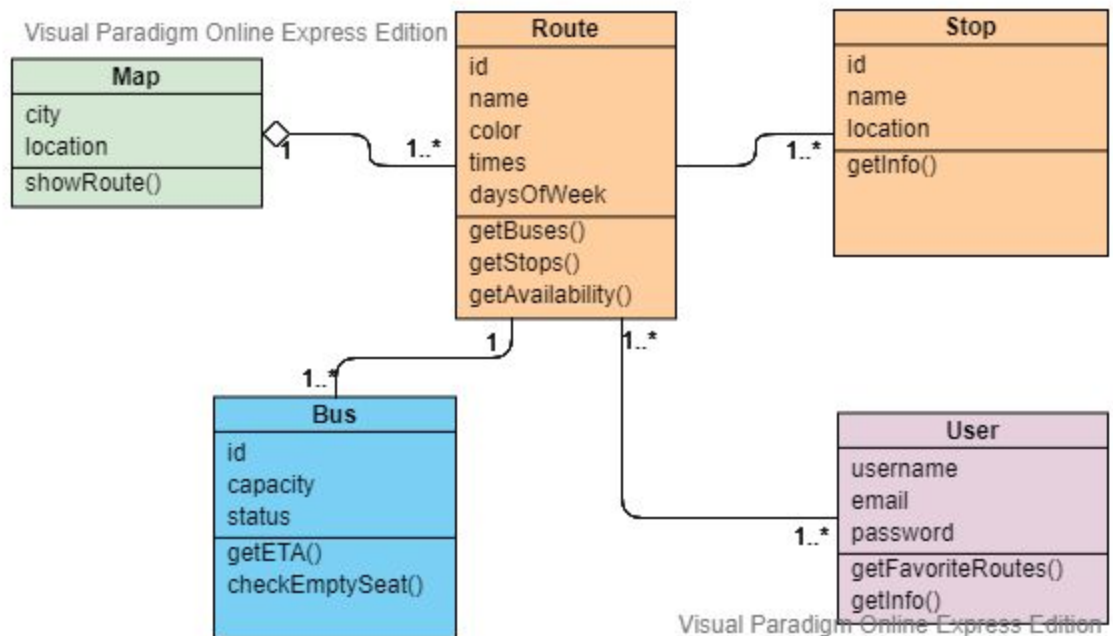 Visual Paradigm Online Express Edition
Map
city
location
showRoute()
1
1..*
Route
id
name
color
times
daysOfWeek
getBuses()
getStops()
getAvailability()
1..*
Stop
id
name
location
getInfo()
1
1..*
1..*
Bus
id
capacity
status
getETA()
checkEmptySeat()
1..*
User
username
email
password
getFavoriteRoutes()
getInfo()
Visual Paradigm Online Express Edition